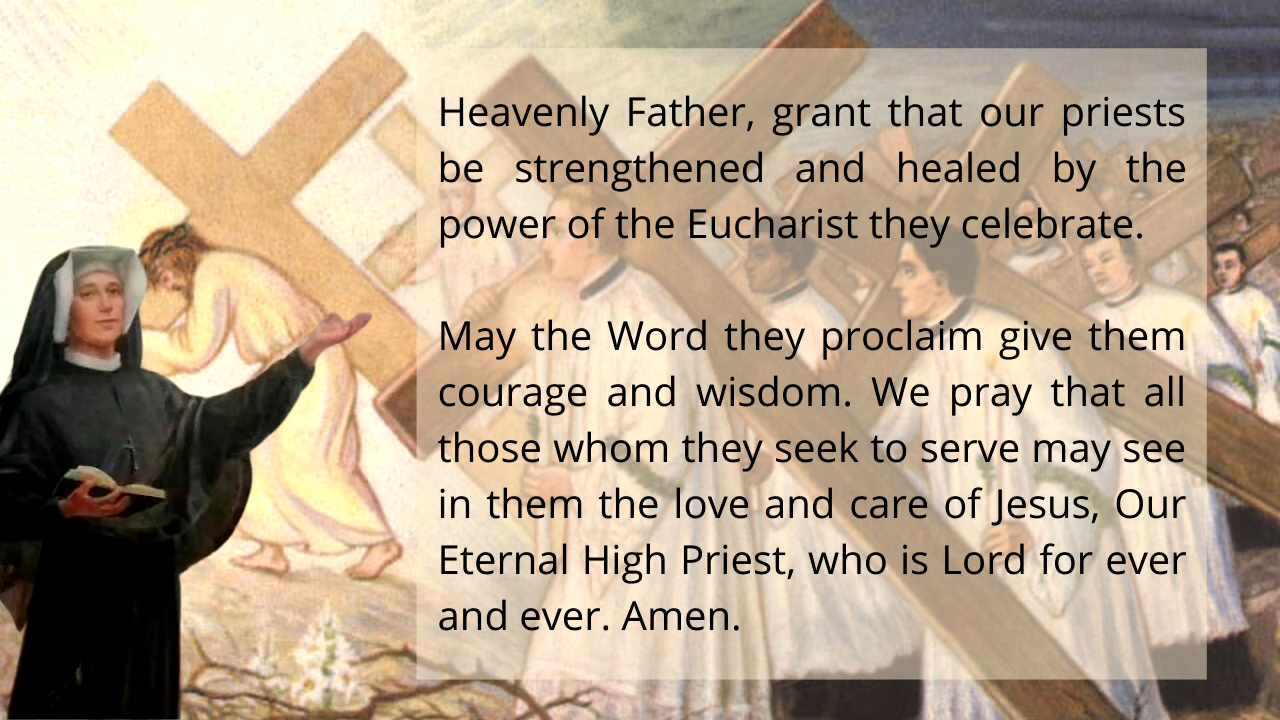 Heavenly Father, grant that our priests
be strengthened and healed by the
power of the Eucharist they celebrate.
May the Word they proclaim give them
courage and wisdom. We pray that all
those whom they seek to serve may see
in them the love and care of Jesus, Our
Eternal High Priest, who is Lord for ever
and ever. Amen.